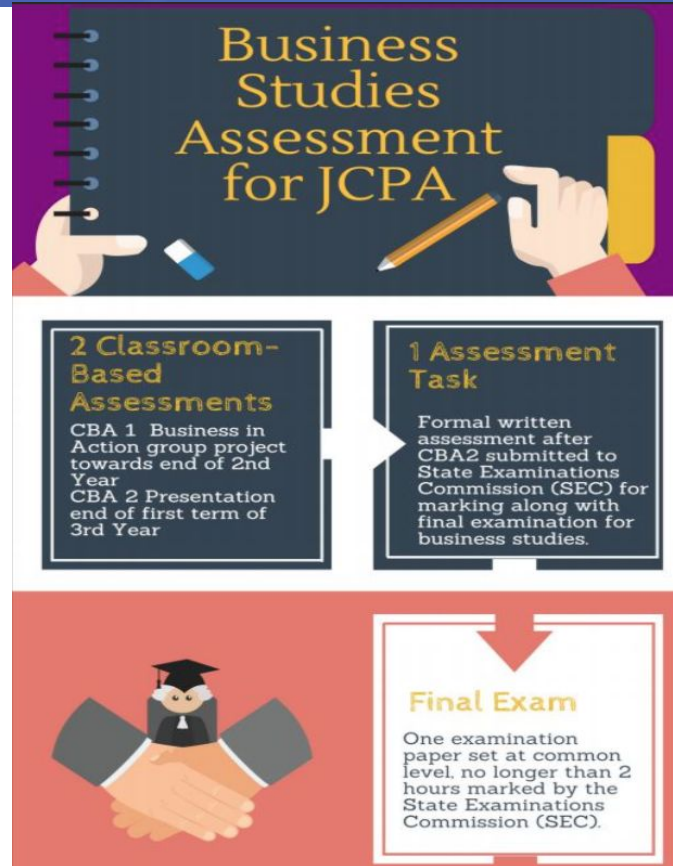 Business
Studies
Assessment
for JCPA
2 Classroom-
Based
Assessments
CBA 1 Business in
Action group project
towards end of 2nd
Year
CBA 2 Presentation
end of first term of
3rd Year
1 Assessment
Task
Formal written
assessment after
CBA2 submitted to
State Examinations
Commission (SEC) for
marking along with
final examination for
business studies.
Final Exam
One examination
paper set at common
level, no longer than 2
hours marked by the
State Examinations
Commission (SEC).